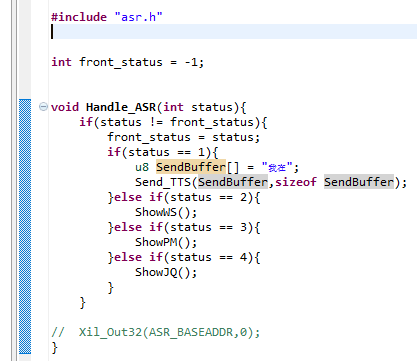 #include "asr.h"
int front_status = -1;
void Handle_ASR(int status){
if(status != front_status){
front_status = status;
if(status == 1){
u8 SendBuffer[] = "我在";
Send_TTS(SendBuffer,sizeof SendBuffer);
}else if(status == 2){
ShowWS();
}else if(status == 3){
ShowPM();
}else if(status == 4){
ShowJQ();
}
}
// Xil_Out32(ASR_BASEADDR,0);
}